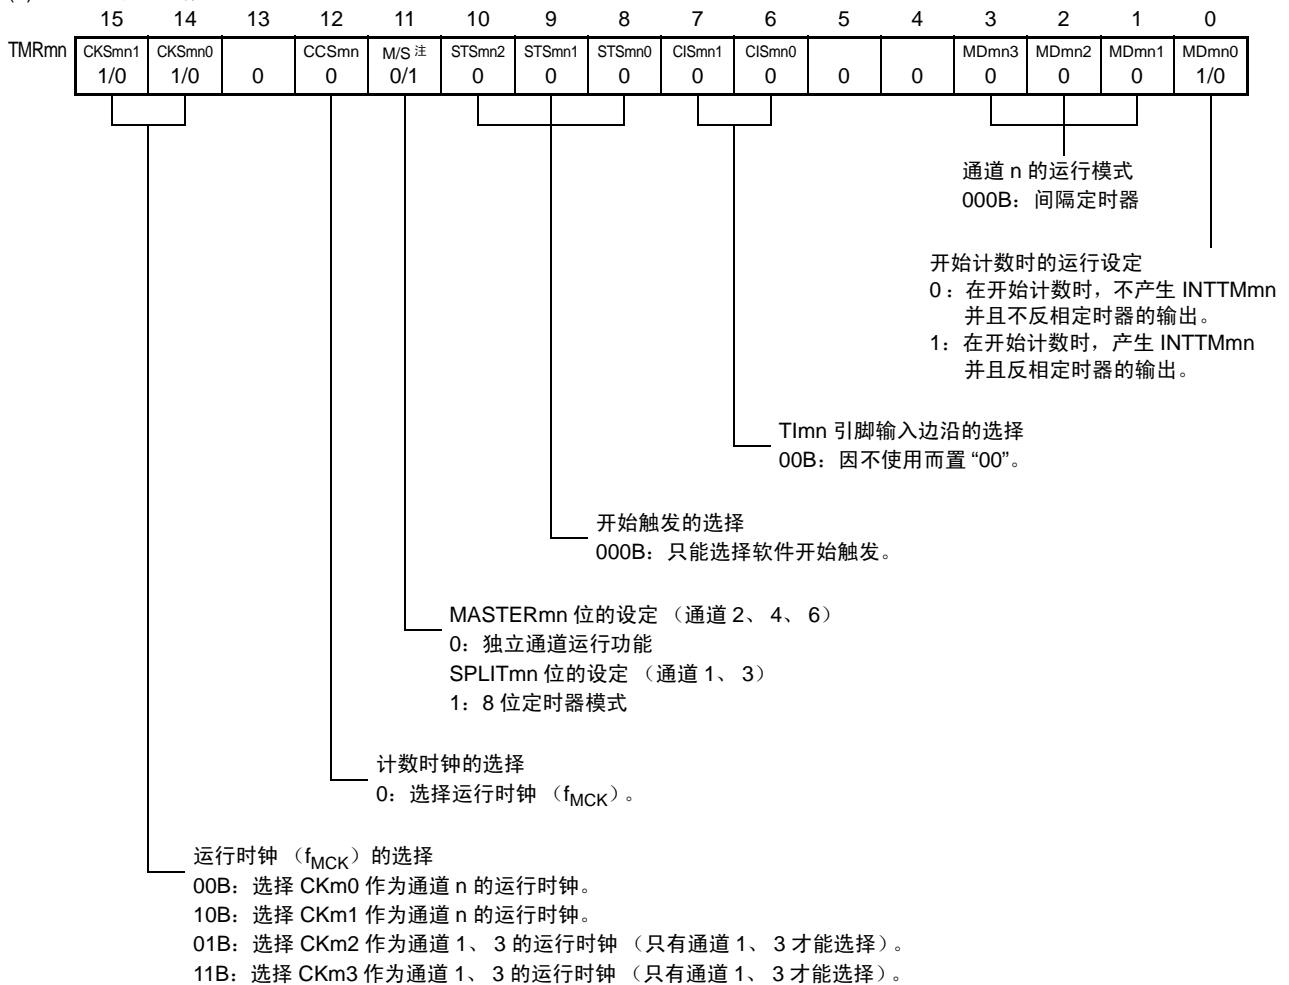 15 14 13 12 11 10 9 8 7 6 5 4 3 2 1 0
TMRmn CKSmn1 CKSmn0 CCSmn M/S 注 STSmn2 STSmn1 STSmn0 CISmn1 CISmn0 MDmn3 MDmn2 MDmn1 MDmn0
1/0 1/0 0 0 0/1 0 0 0 0 0 0 0 0 0 0 1/0
通道 n 的运行模式
000B：间隔定时器
开始计数时的运行设定
0：在开始计数时，不产生 INTTMmn
并且不反相定时器的输出。
1：在开始计数时，产生 INTTMmn
并且反相定时器的输出。
TImn 引脚输入边沿的选择
00B：因不使用而置 “00”。
开始触发的选择
000B：只能选择软件开始触发。
MASTERmn 位的设定 （通道 2、 4、 6）
0：独立通道运行功能
SPLITmn 位的设定 （通道 1、 3）
1：8 位定时器模式
计数时钟的选择
0：选择运行时钟 （fMCK）。
运行时钟 （fMCK）的选择
00B：选择 CKm0 作为通道 n 的运行时钟。
10B：选择 CKm1 作为通道 n 的运行时钟。
01B：选择 CKm2 作为通道 1、 3 的运行时钟 （只有通道 1、 3 才能选择）。
11B：选择 CKm3 作为通道 1、 3 的运行时钟 （只有通道 1、 3 才能选择）。